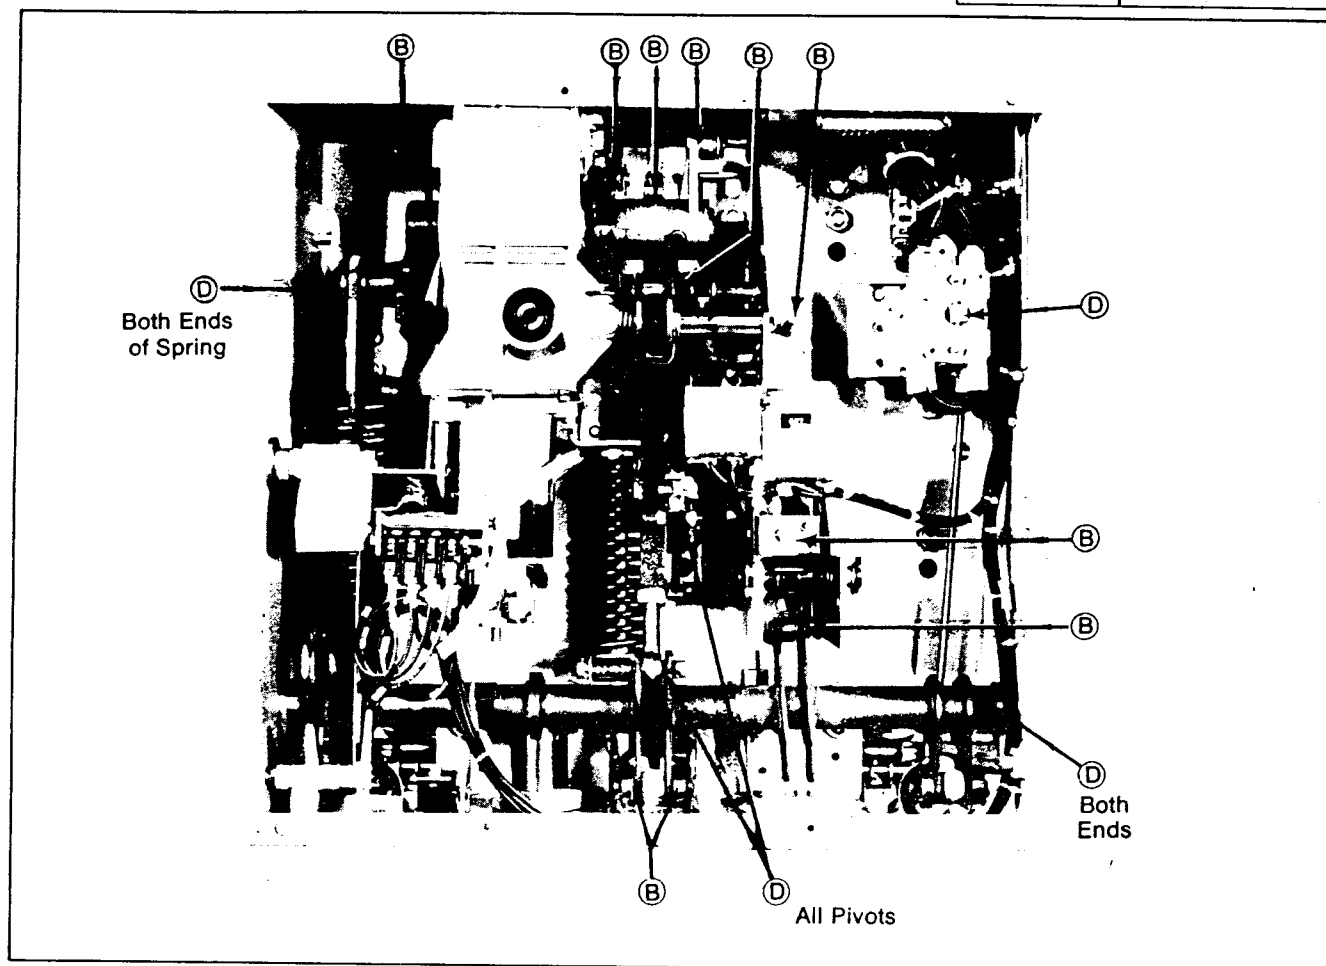 Ⓑ
Ⓑ
Ⓑ
Ⓑ
Ⓑ
Ⓑ
Ⓓ
Both Ends
of Spring
Ⓓ
Ⓑ
Ⓑ
Ⓓ
Both
Ends
Ⓑ
Ⓓ
All Pivots